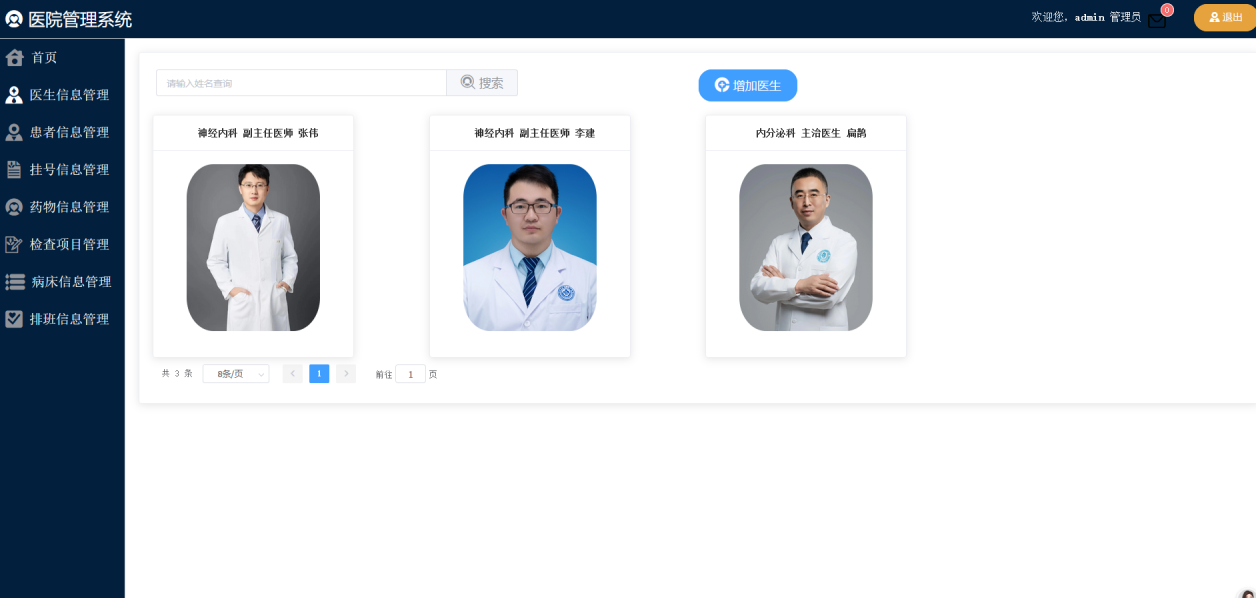 医院管理系统
欢迎您，admin 管理员
0
退出
首页
医生信息管理
患者信息管理
挂号信息管理
药物信息管理
检查项目管理
病床信息管理
排班信息管理
请输入姓名查询
搜索
增加医生
神经内科 副主任医师 张伟
神经内科 副主任医师 李建
内分泌科 主治医生 扁鹊
共 3 条 8条/页 1 前往 1 页